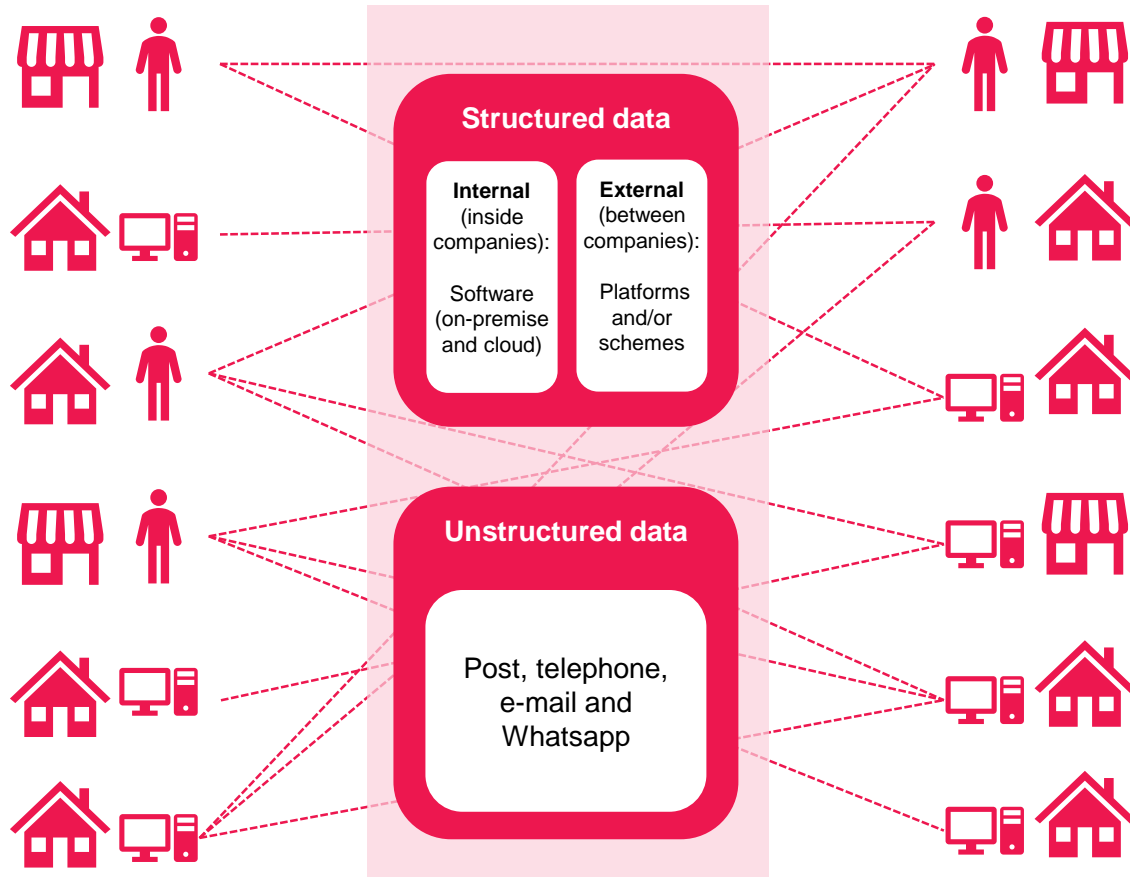 Structured data
Internal
(inside
companies):
Software
(on-premise
and cloud)
External
(between
companies):
Platforms
and/or
schemes
Unstructured data
Post, telephone,
e-mail and
Whatsapp